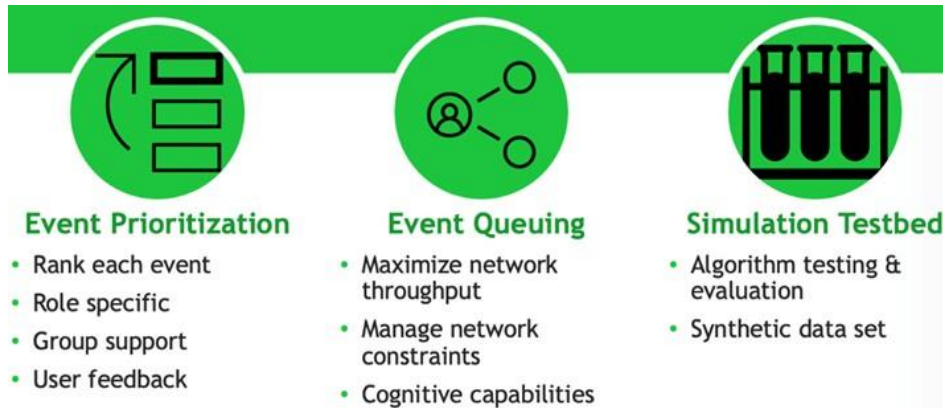 Event Prioritization
• Rank each event
• Role specific
• Group support
• User feedback
Event Queuing
• Maximize network
throughput
• Manage network
constraints
• Cognitive capabilities
Simulation Testbed
• Algorithm testing &
evaluation
• Synthetic data set